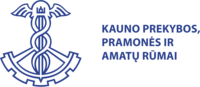 KAUNO PREKYBOS,
PRAMONĖS IR
AMATŲ RŪMAI